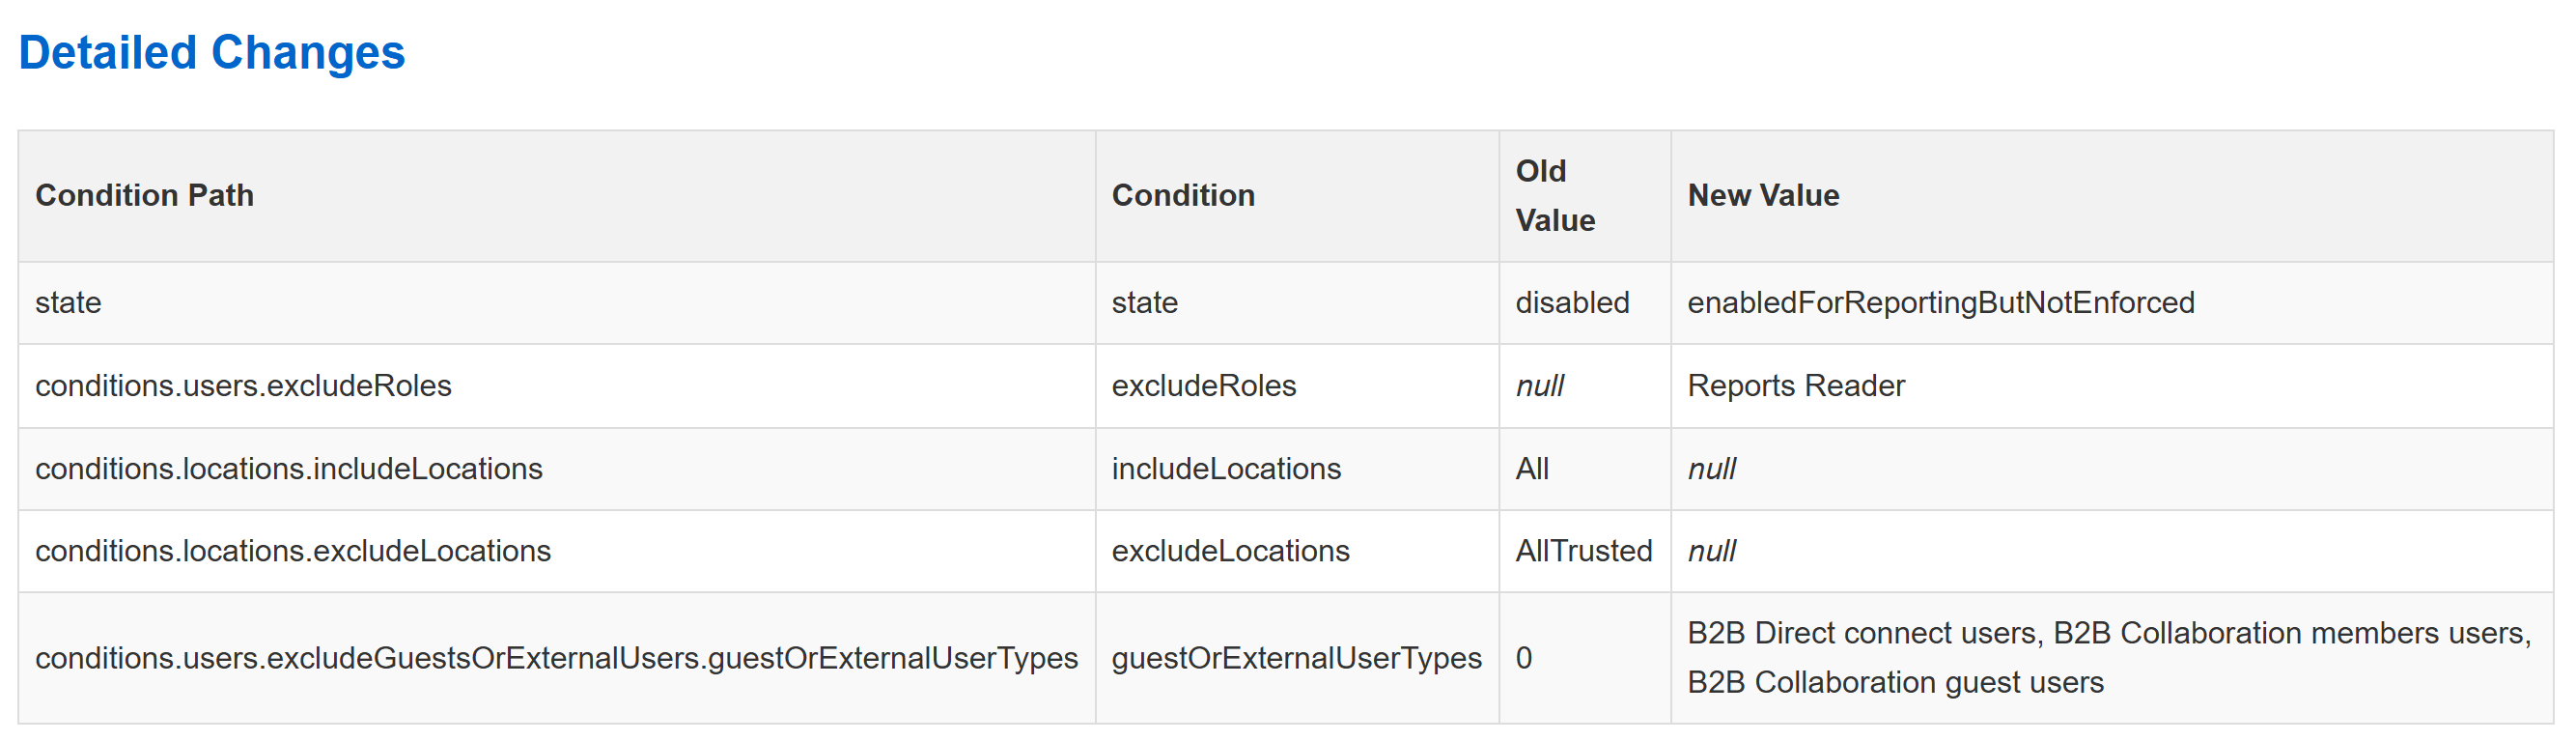 Detailed Changes
Condition Path Condition Old Value New Value
state state disabled enabledForReportingButNotEnforced
conditions.users.excludeRoles excludeRoles null Reports Reader
conditions.locations.includeLocations includeLocations All null
conditions.locations.excludeLocations excludeLocations AllTrusted null
conditions.users.excludeGuestsOrExternalUsers.guestOrExternalUserTypes guestOrExternalUserTypes 0 B2B Direct connect users, B2B Collaboration members users,
B2B Collaboration guest users